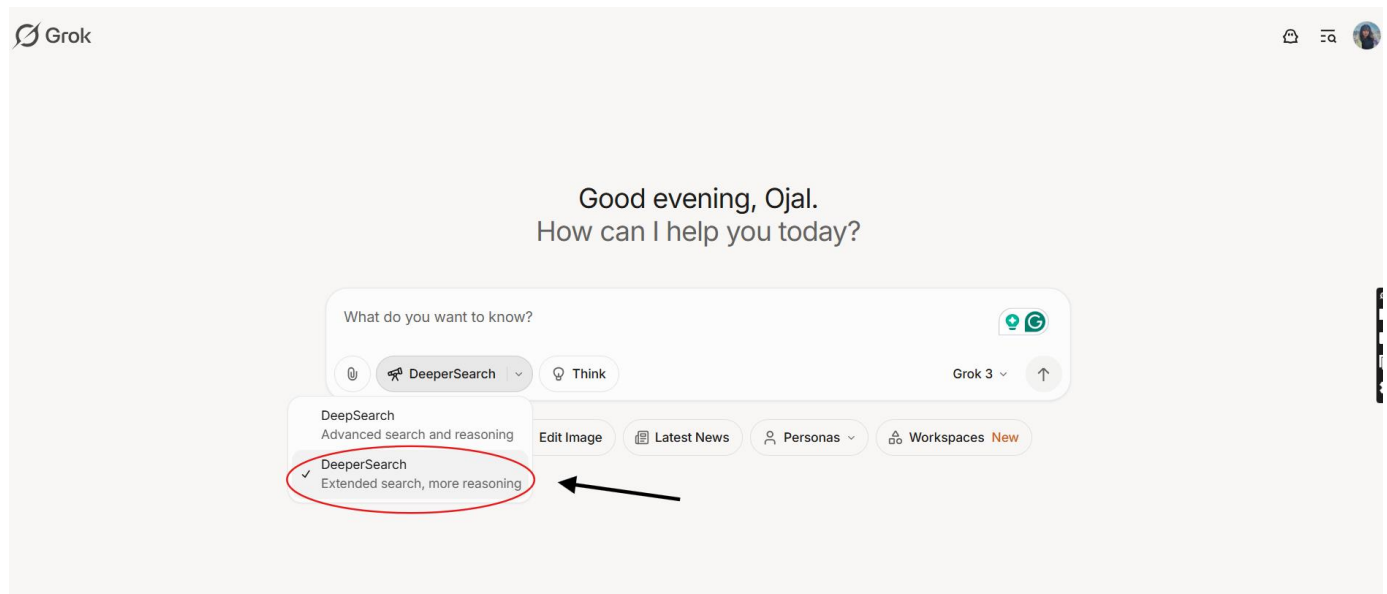 Grok
Good evening, Ojal.
How can I help you today?
What do you want to know?
DeeperSearch
Think
Grok 3
DeepSearch
Advanced search and reasoning
DeeperSearch
Extended search, more reasoning
Edit Image
Latest News
Personas
Workspaces New